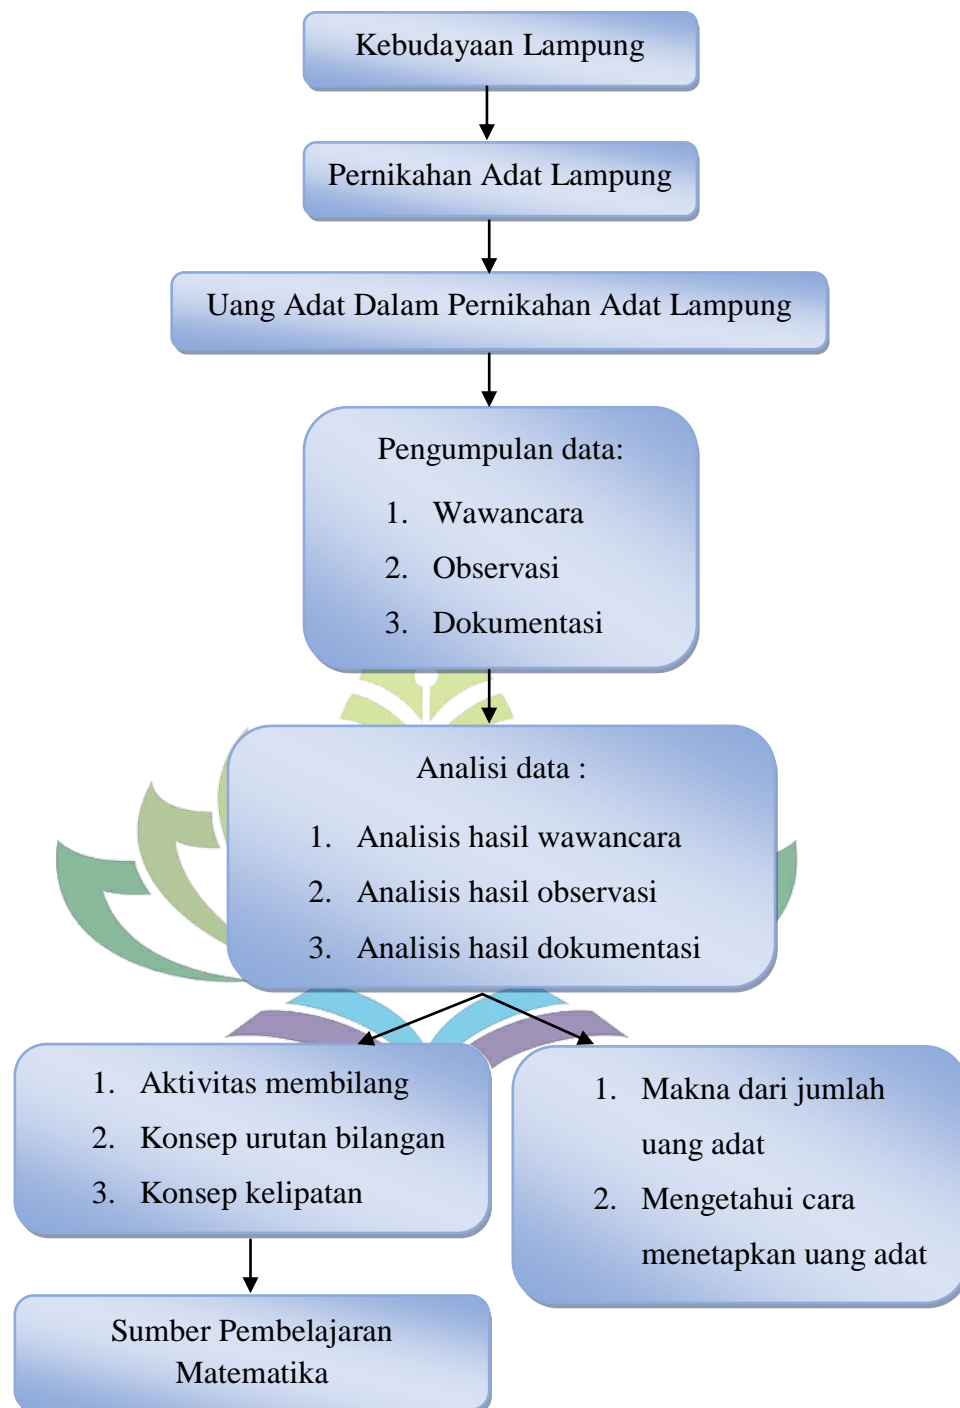 Kebudayaan Lampung
Pernikahan Adat Lampung
Uang Adat Dalam Pernikahan Adat Lampung
Pengumpulan data:
1. Wawancara
2. Observasi
3. Dokumentasi
Analisi data :
1. Analisis hasil wawancara
2. Analisis hasil observasi
3. Analisis hasil dokumentasi
1. Aktivitas membilang
2. Konsep urutan bilangan
3. Konsep kelipatan
1. Makna dari jumlah
uang adat
2. Mengetahui cara
menetapkan uang adat
Sumber Pembelajaran
Matematika